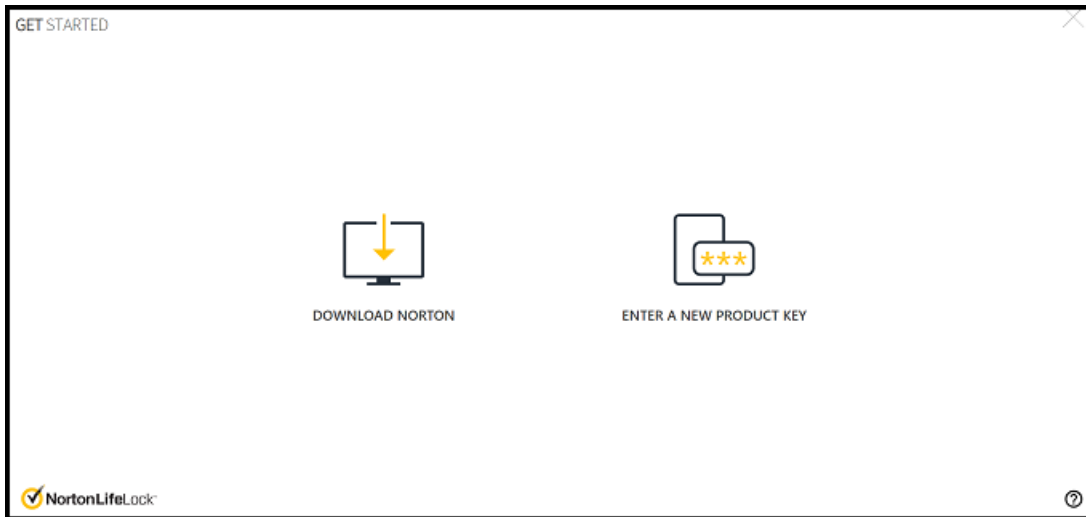 GET STARTED
DOWNLOAD NORTON
ENTER A NEW PRODUCT KEY
***
NortonLifeLock